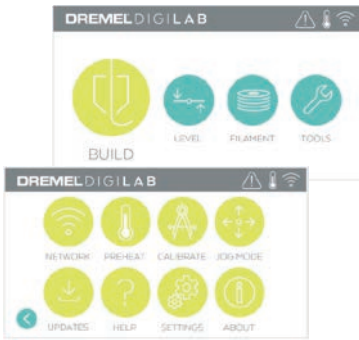 DREMEL DIGILAB
LEVEL FILAMENT TOOLS
BUILD
DREMEL DIGILAB
NETWORK PREHEAT CALIBRATE JOG MODE
UPDATES HELP SETTINGS ABOUT